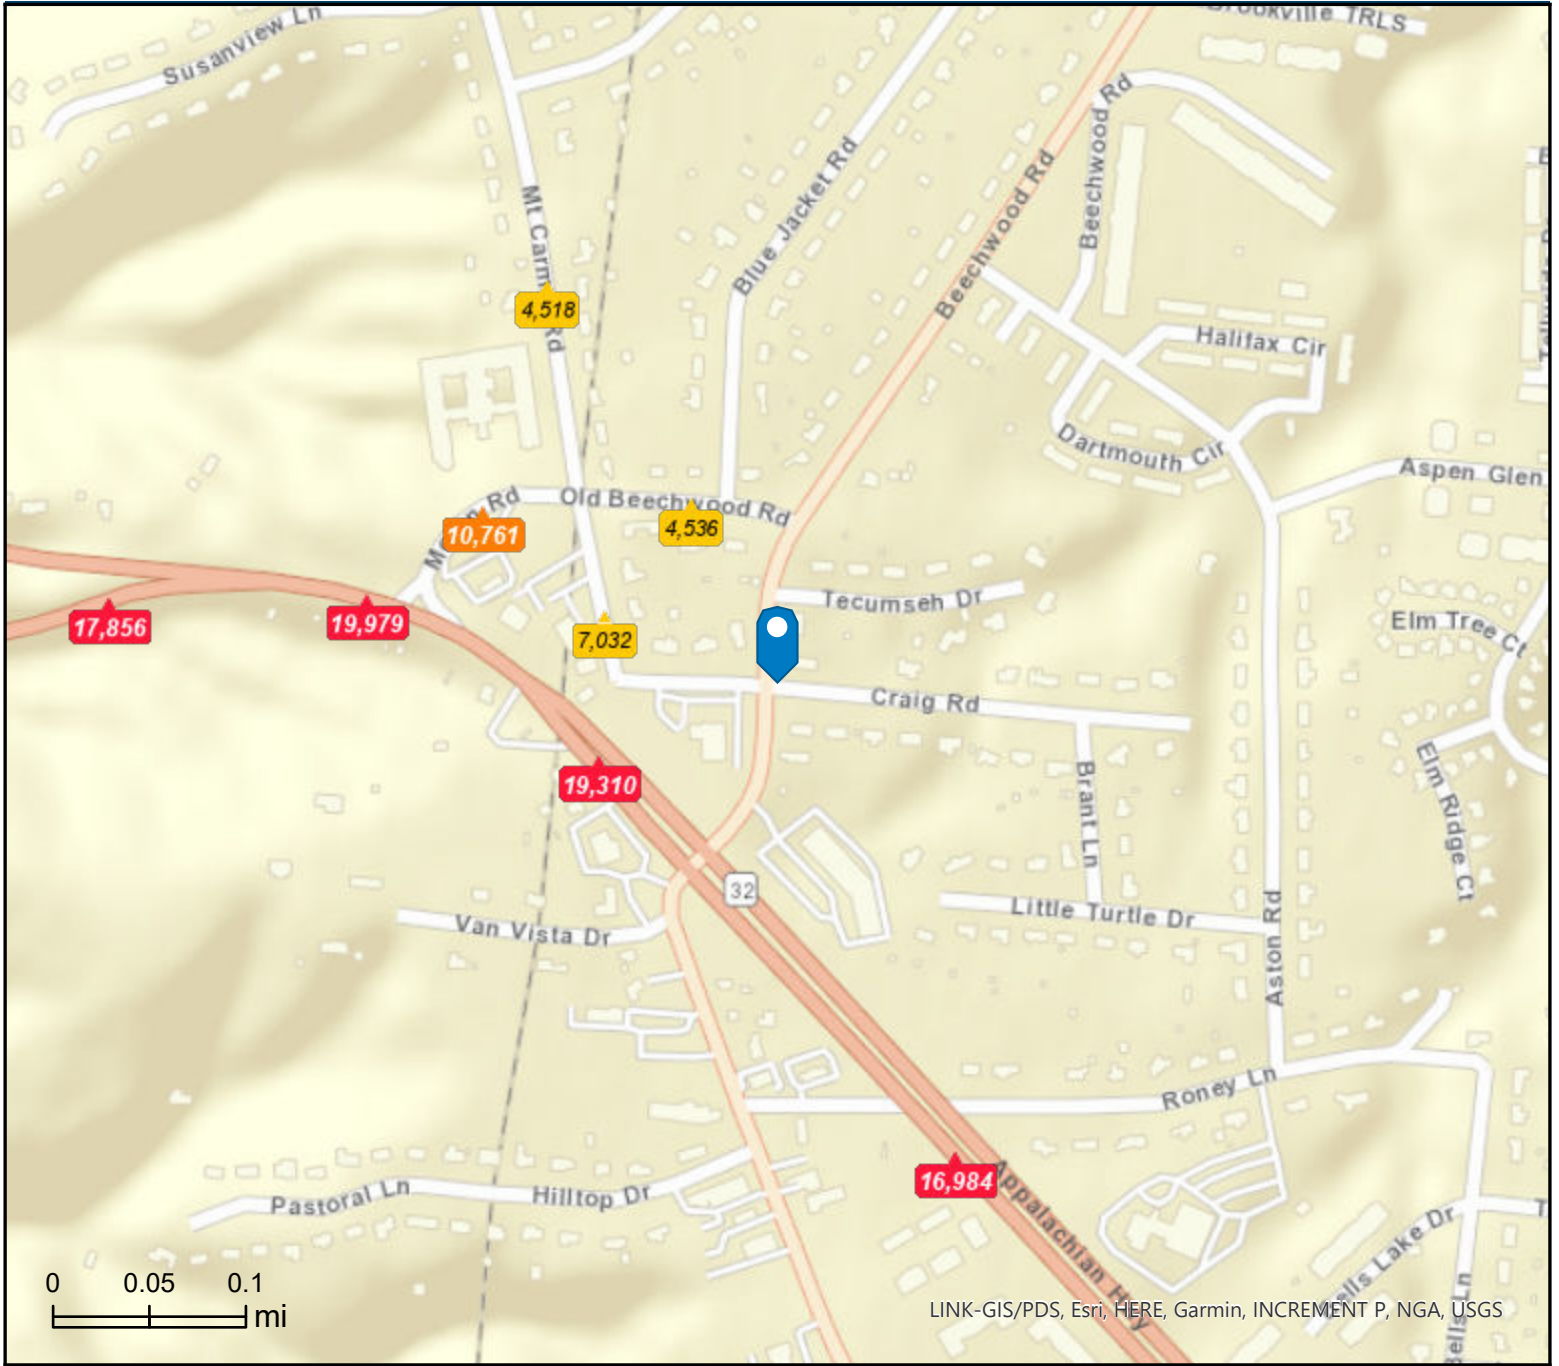 Susanview Ln
Brookville TRLS
Beechwood Rd
Mt Carm
Rd
Blue Jacket Rd
Beechwood Rd
4,518
Halifax Cir
Dartmouth Cir
Aspen Glen
Rd
Old Beechwood Rd
10,761
4,536
Tecumseh Dr
17,856
19,979
7,032
Elm Tree Ct
Craig Rd
19,310
Brant Ln
Elm Ridge Ct
32
Van Vista Dr
Little Turtle Dr
Aston Rd
Roney Ln
Pastoral Ln
Hilltop Dr
16,984
Appalachian Hwy
ells Lake Dr
Bells Ln
0 0.05 0.1
mi
LINK-GIS/PDS, Esri, HERE, Garmin, INCREMENT P, NGA, USGS